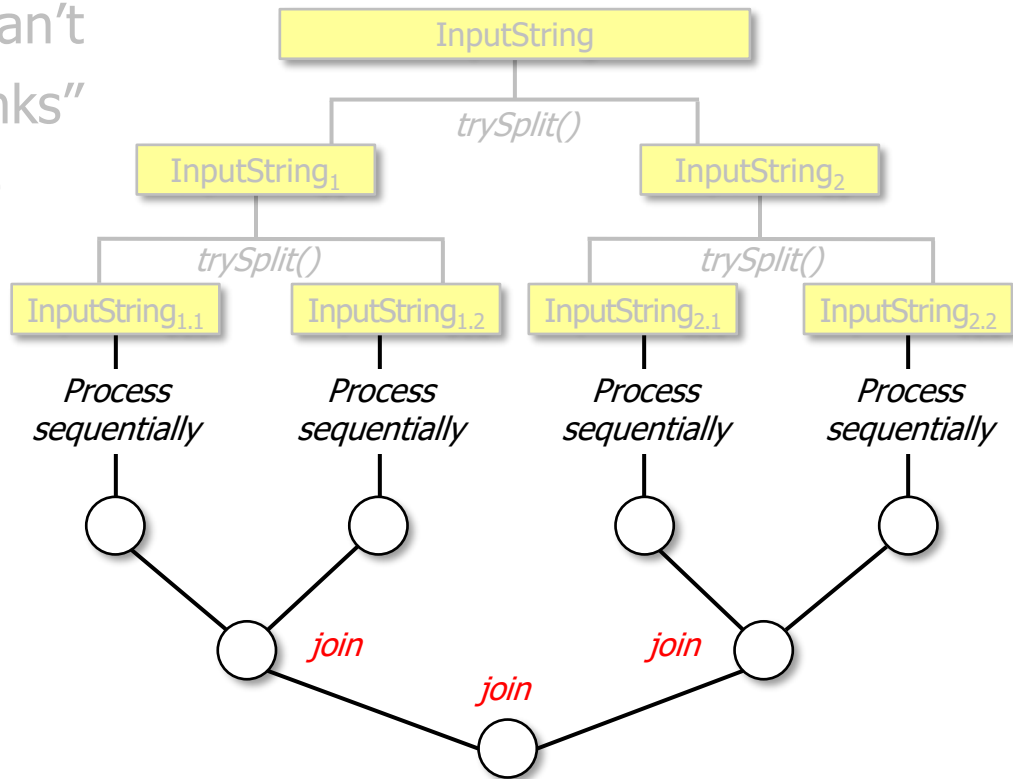 an't
nks”
InputString
trySplit()
InputString₁
InputString₂
trySplit()
trySplit()
InputString₁.₁
InputString₁.₂
InputString₂.₁
InputString₂.₂
Process
sequentially
Process
sequentially
Process
sequentially
Process
sequentially
join
join
join